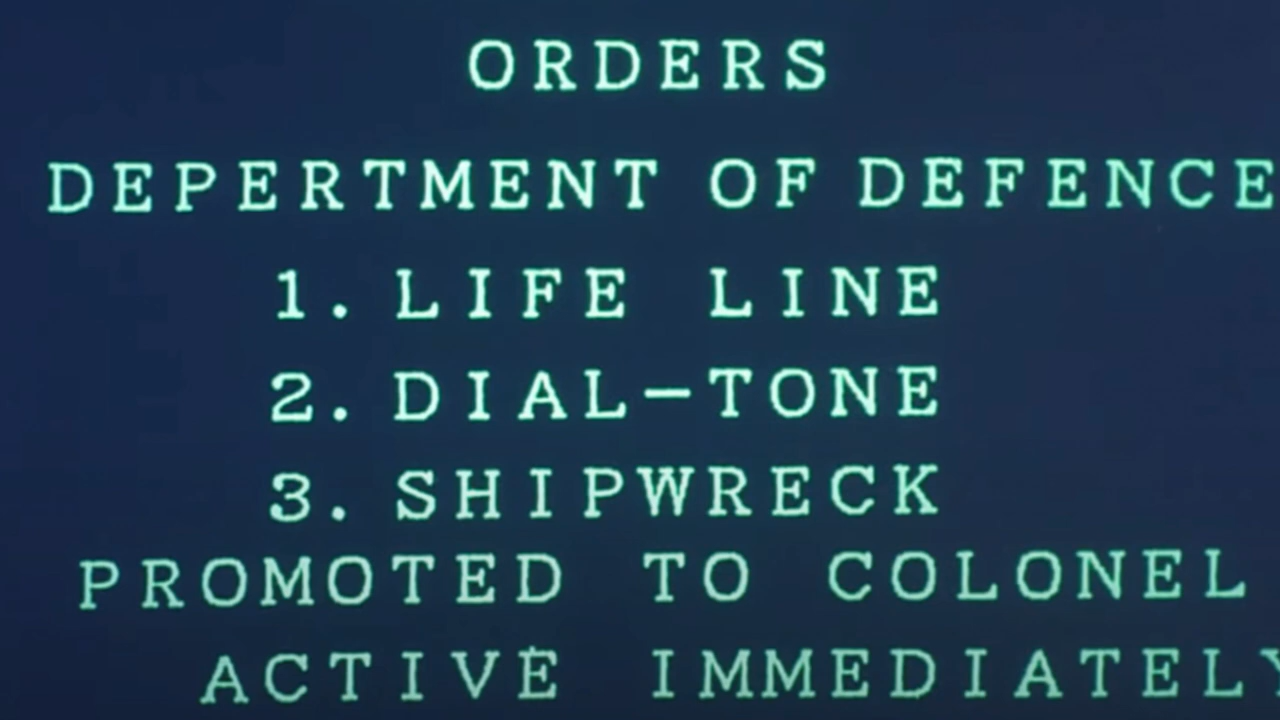 ORDERS
DEPERTMENT OF DEFENCE
1. LIFE LINE
2. DIAL-TONE
3. SHIPWRECK
PROMOTED TO COLONEL
ACTIVE IMMEDIATELY